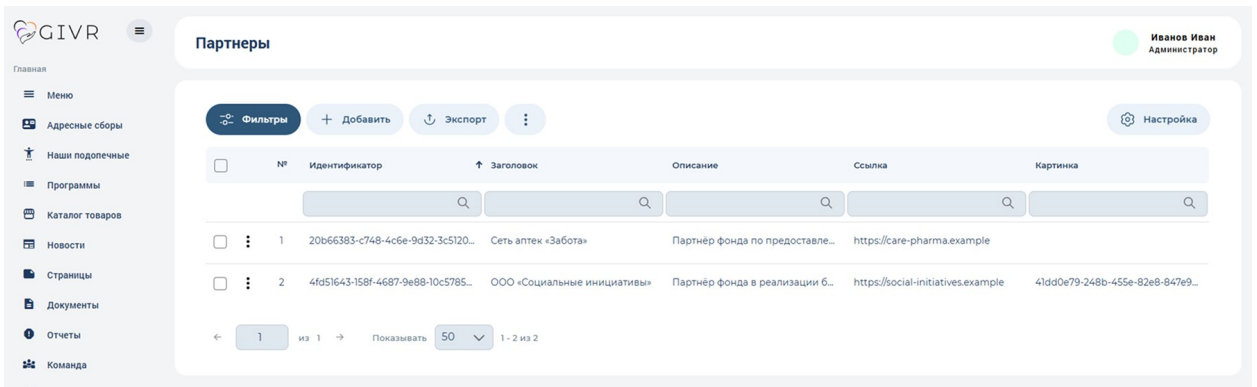 GIVR
Партнеры
Иванов Иван
Администратор
Главная
Меню
Адресные сборы
Наши подопечные
Программы
Каталог товаров
Новости
Страницы
Документы
Отчеты
Команда
Фильтры + Добавить Экспорт Настройка
№ Идентификатор ↑ Заголовок Описание Ссылка Картинка
1 20b66383-c748-4c6e-9d32-3c5120... Сеть аптек «Забота» Партнёр фонда по предоставле... https://care-pharma.example
2 4fd51643-158f-4687-9e88-10c5785... ООО «Социальные инициативы» Партнёр фонда в реализации б... https://social-initiatives.example 41dd0e79-248b-455e-82e8-847e9...
← 1 из 1 → Показывать 50 1 - 2 из 2